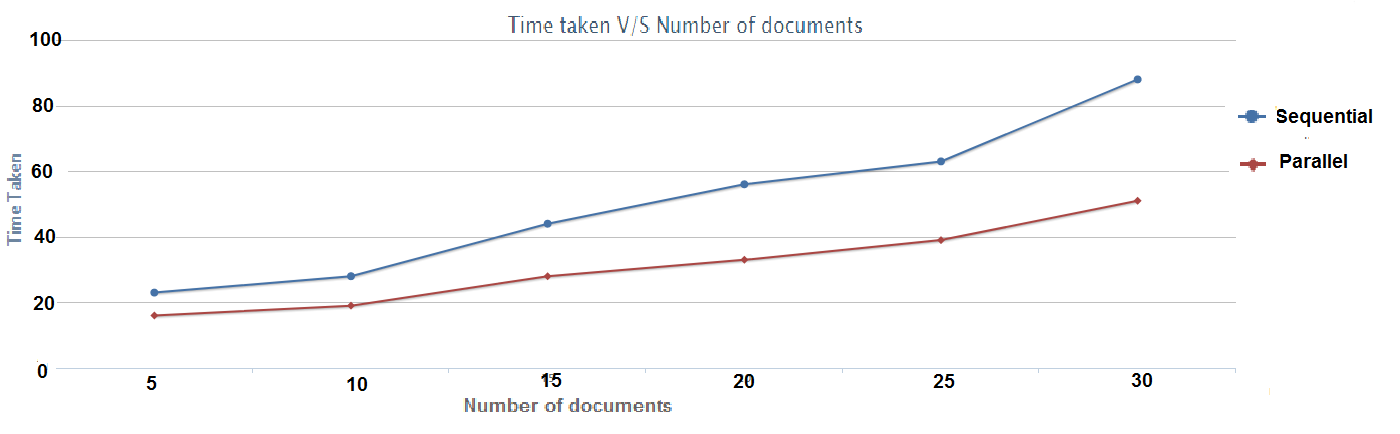 Time taken V/S Number of documents
100
80
60
40
20
0
Time Taken
5 10 15 20 25 30
Number of documents
Sequential
Parallel